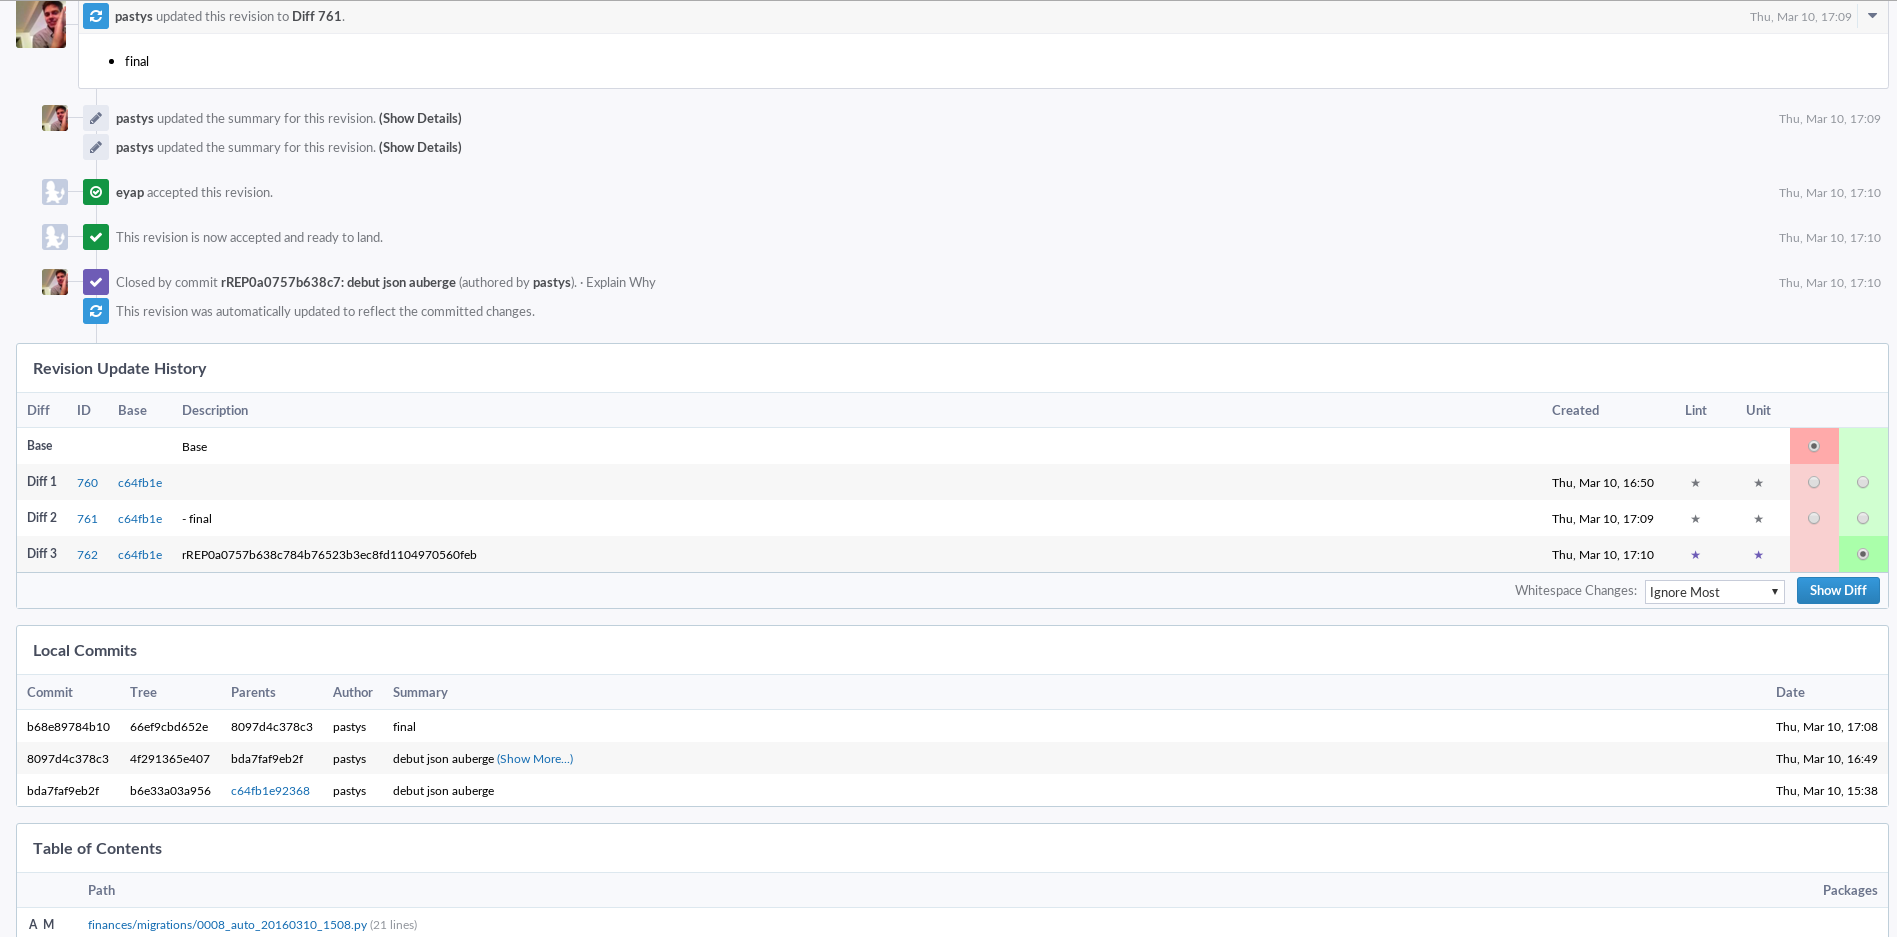 pastys updated this revision to Diff 761. Thu, Mar 10, 17:09
• final
pastys updated the summary for this revision. (Show Details) Thu, Mar 10, 17:09
pastys updated the summary for this revision. (Show Details)
eyap accepted this revision. Thu, Mar 10, 17:10
This revision is now accepted and ready to land. Thu, Mar 10, 17:10
Closed by commit rREP0a0757b638c7: debut json auberge (authored by pastys). · Explain Why Thu, Mar 10, 17:10
This revision was automatically updated to reflect the committed changes.
Revision Update History
Diff ID Base Description Created Lint Unit
Base Base
Diff 1 760 c64fb1e Thu, Mar 10, 16:50 ★ ★
Diff 2 761 c64fb1e - final Thu, Mar 10, 17:09 ★ ★
Diff 3 762 c64fb1e rREP0a0757b638c784b76523b3ec8fd1104970560feb Thu, Mar 10, 17:10 ★ ★
Whitespace Changes: Ignore Most Show Diff
Local Commits
Commit Tree Parents Author Summary Date
b68e89784b10 66ef9cbd652e 8097d4c378c3 pastys final Thu, Mar 10, 17:08
8097d4c378c3 4f291365e407 bda7faf9eb2f pastys debut json auberge (Show More...) Thu, Mar 10, 16:49
bda7faf9eb2f b6e33a03a956 c64fb1e92368 pastys debut json auberge Thu, Mar 10, 15:38
Table of Contents
Path Packages
A M finances/migrations/0008_auto_20160310_1508.py (21 lines)